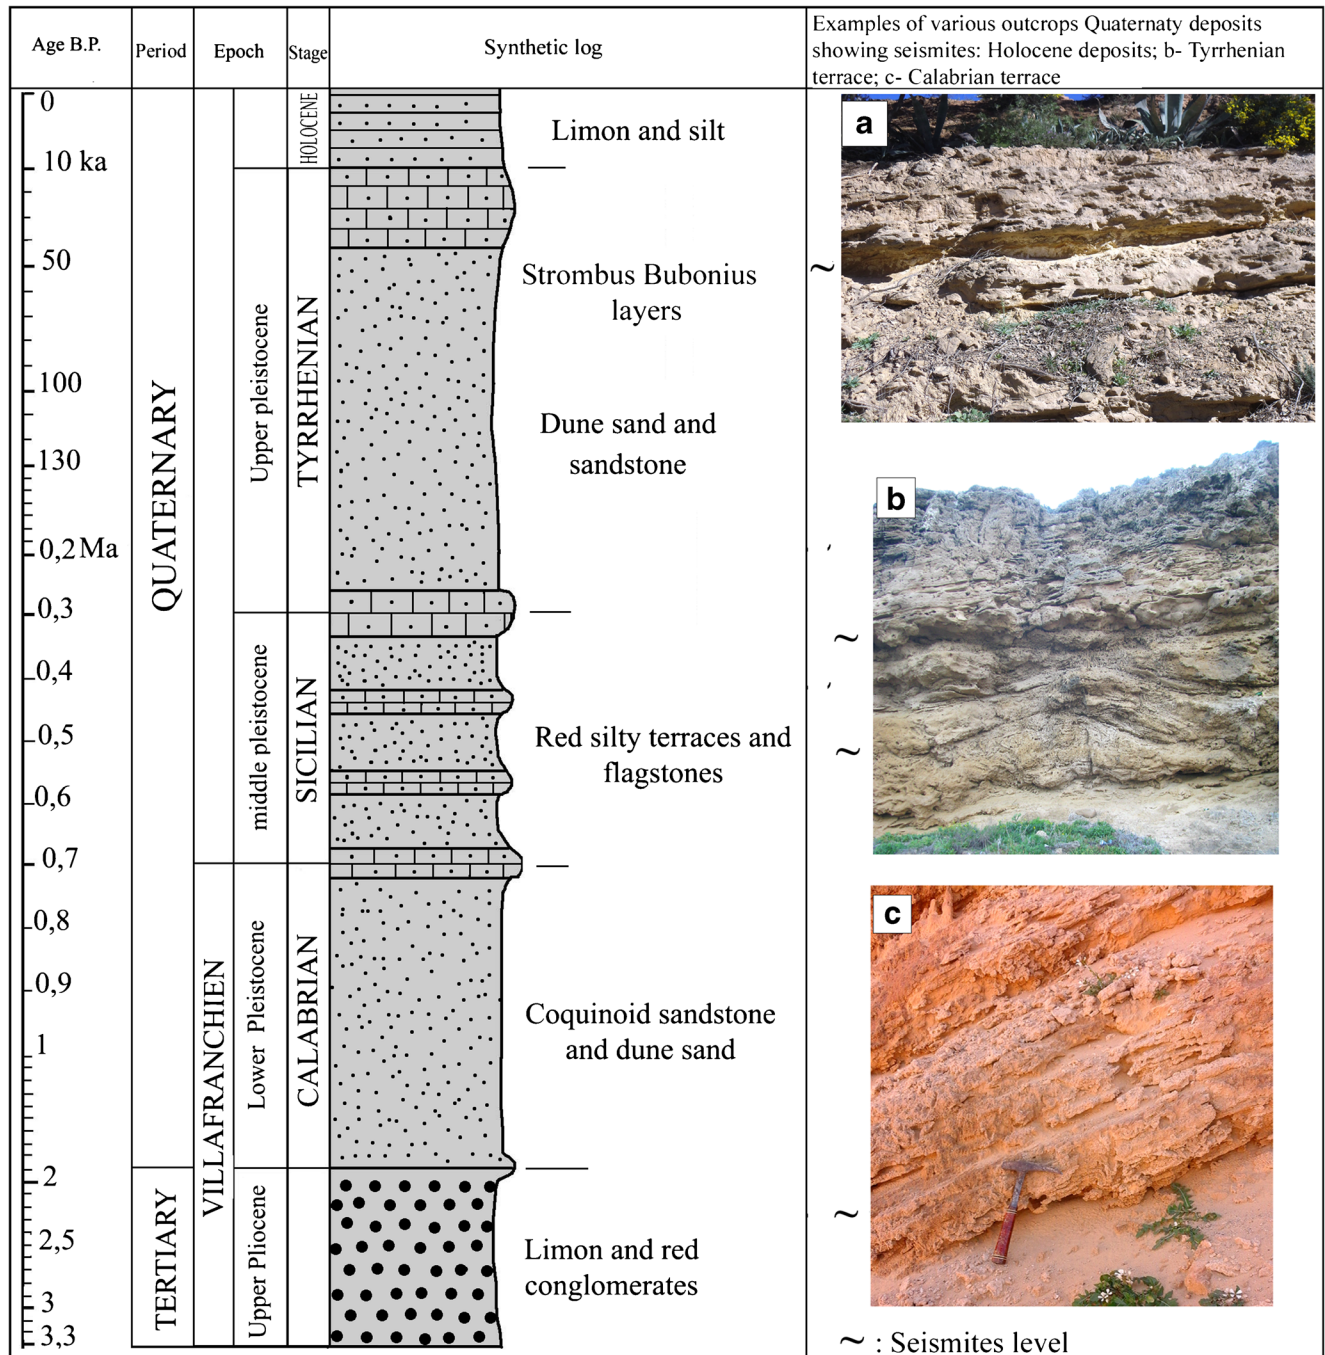 Age B.P.
Period
Epoch
Stage
Synthetic log
Examples of various outcrops Quaternaty deposits
showing seismites: Holocene deposits; b- Tyrrhenian
terrace; c- Calabrian terrace
0
10 ka
50
100
130
0,2 Ma
0,3
0,4
0,5
0,6
0,7
0,8
0,9
1
2
2,5
3
3,3
QUATERNARY
TERTIARY
VILLAFRANCHIEN
Upper pleistocene
middle pleistocene
Lower Pleistocene
Upper Pliocene
HOLOCENE
TYRRHENIAN
SICILIAN
CALABRIAN
Limon and silt
Strombus Bubonius
layers
Dune sand and
sandstone
Red silty terraces and
flagstones
Coquinoid sandstone
and dune sand
Limon and red
conglomerates
a
~
b
~
~
c
~
~ : Seismites level